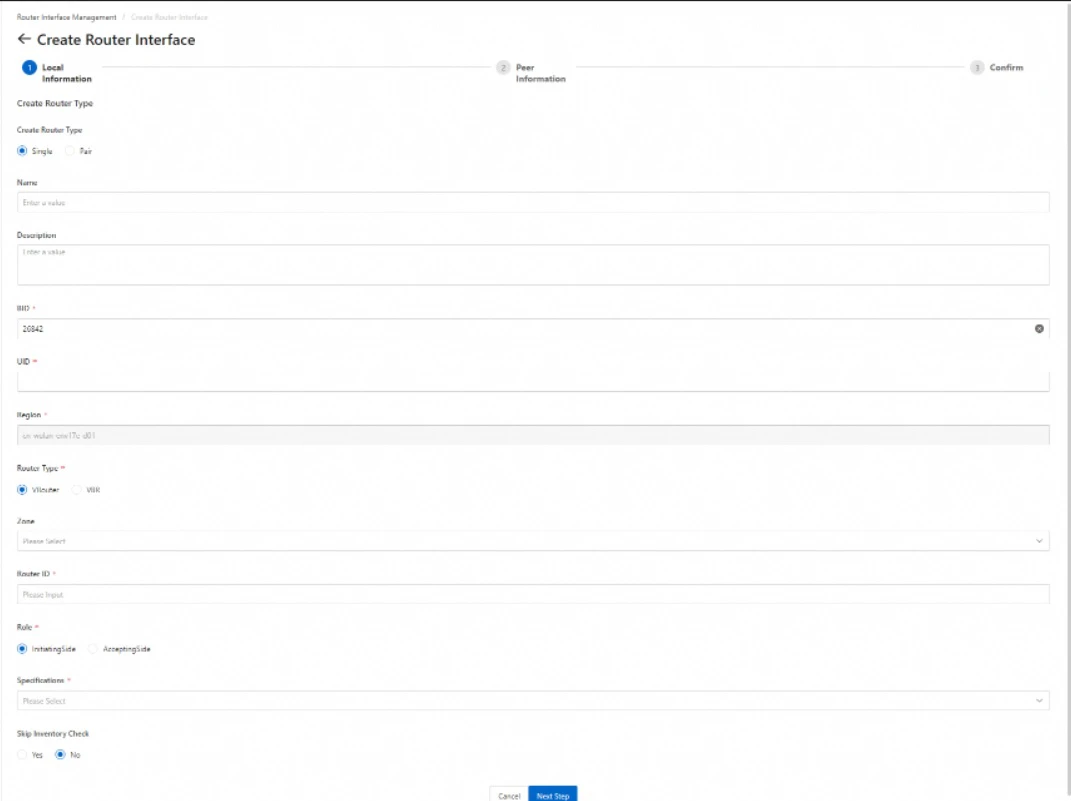 Router Interface Management / Create Router Interface
← Create Router Interface
1 Local Information
2 Peer Information
3 Confirm
Create Router Type
Create Router Type
Single Pair
Name
Enter a value
Description
Enter a value
BID *
26842
UID *
Region *
Router Type *
VRouter VBR
Zone
Please Select
Router ID *
Please Input
Role *
InitiatingSide AcceptingSide
Specifications *
Please Select
Skip Inventory Check
Yes No
Cancel Next Step